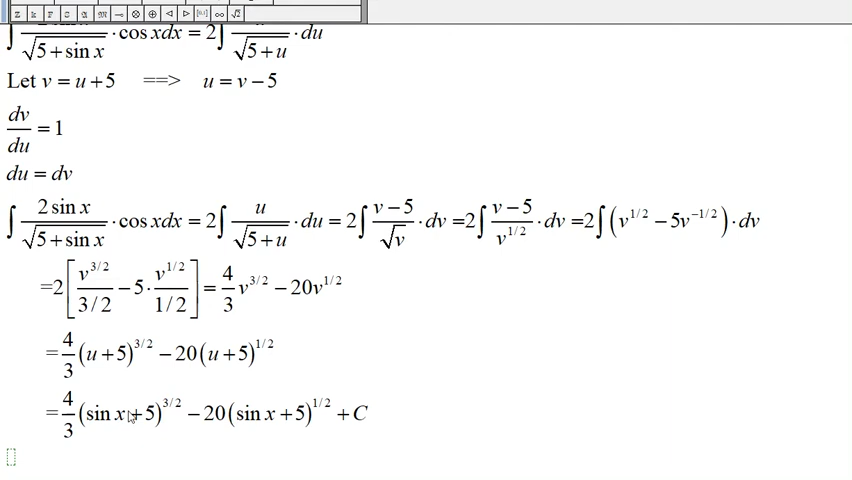 ∫ 2 sin x / √(5 + sin x) · cos xdx = 2∫ u / √(5 + u) · du
Let v = u + 5 ==> u = v − 5
dv/du = 1
du = dv
∫ 2 sin x / √(5 + sin x) · cos xdx = 2∫ u / √(5 + u) · du = 2∫ (v − 5)/√v · dv =2∫ (v − 5)/v^{1/2} · dv =2∫ (v^{1/2} − 5v^{−1/2}) · dv
=2[ v^{3/2} / (3/2) − 5 · v^{1/2} / (1/2) ] = 4/3 v^{3/2} − 20v^{1/2}
= 4/3 (u + 5)^{3/2} − 20(u + 5)^{1/2}
= 4/3 (sin x + 5)^{3/2} − 20(sin x + 5)^{1/2} + C